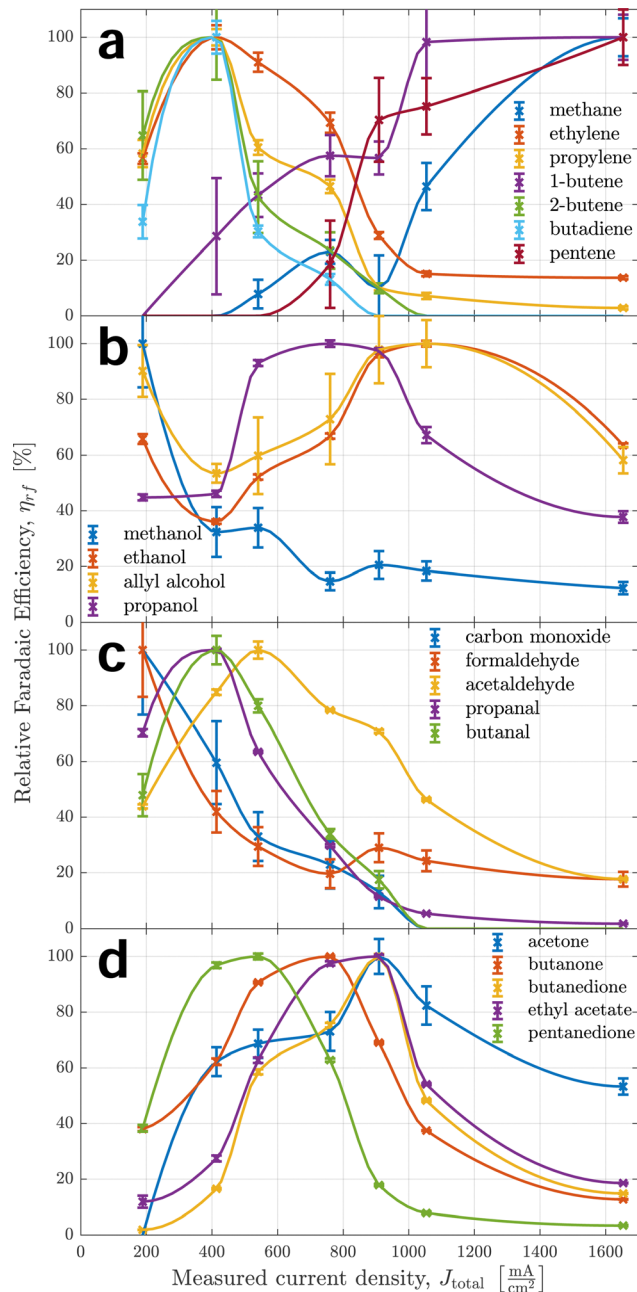 a
100
80
60
40
20
0
methane
ethylene
propylene
1-butene
2-butene
butadiene
pentene
b
100
80
60
40
20
0
methanol
ethanol
allyl alcohol
propanol
c
100
80
60
40
20
0
carbon monoxide
formaldehyde
acetaldehyde
propanal
butanal
d
100
80
60
40
20
0
acetone
butanone
butanedione
ethyl acetate
pentanedione
Relative Faradaic Efficiency, η_rf [%]
0 200 400 600 800 1000 1200 1400 1600
Measured current density, J_total [mA/cm²]